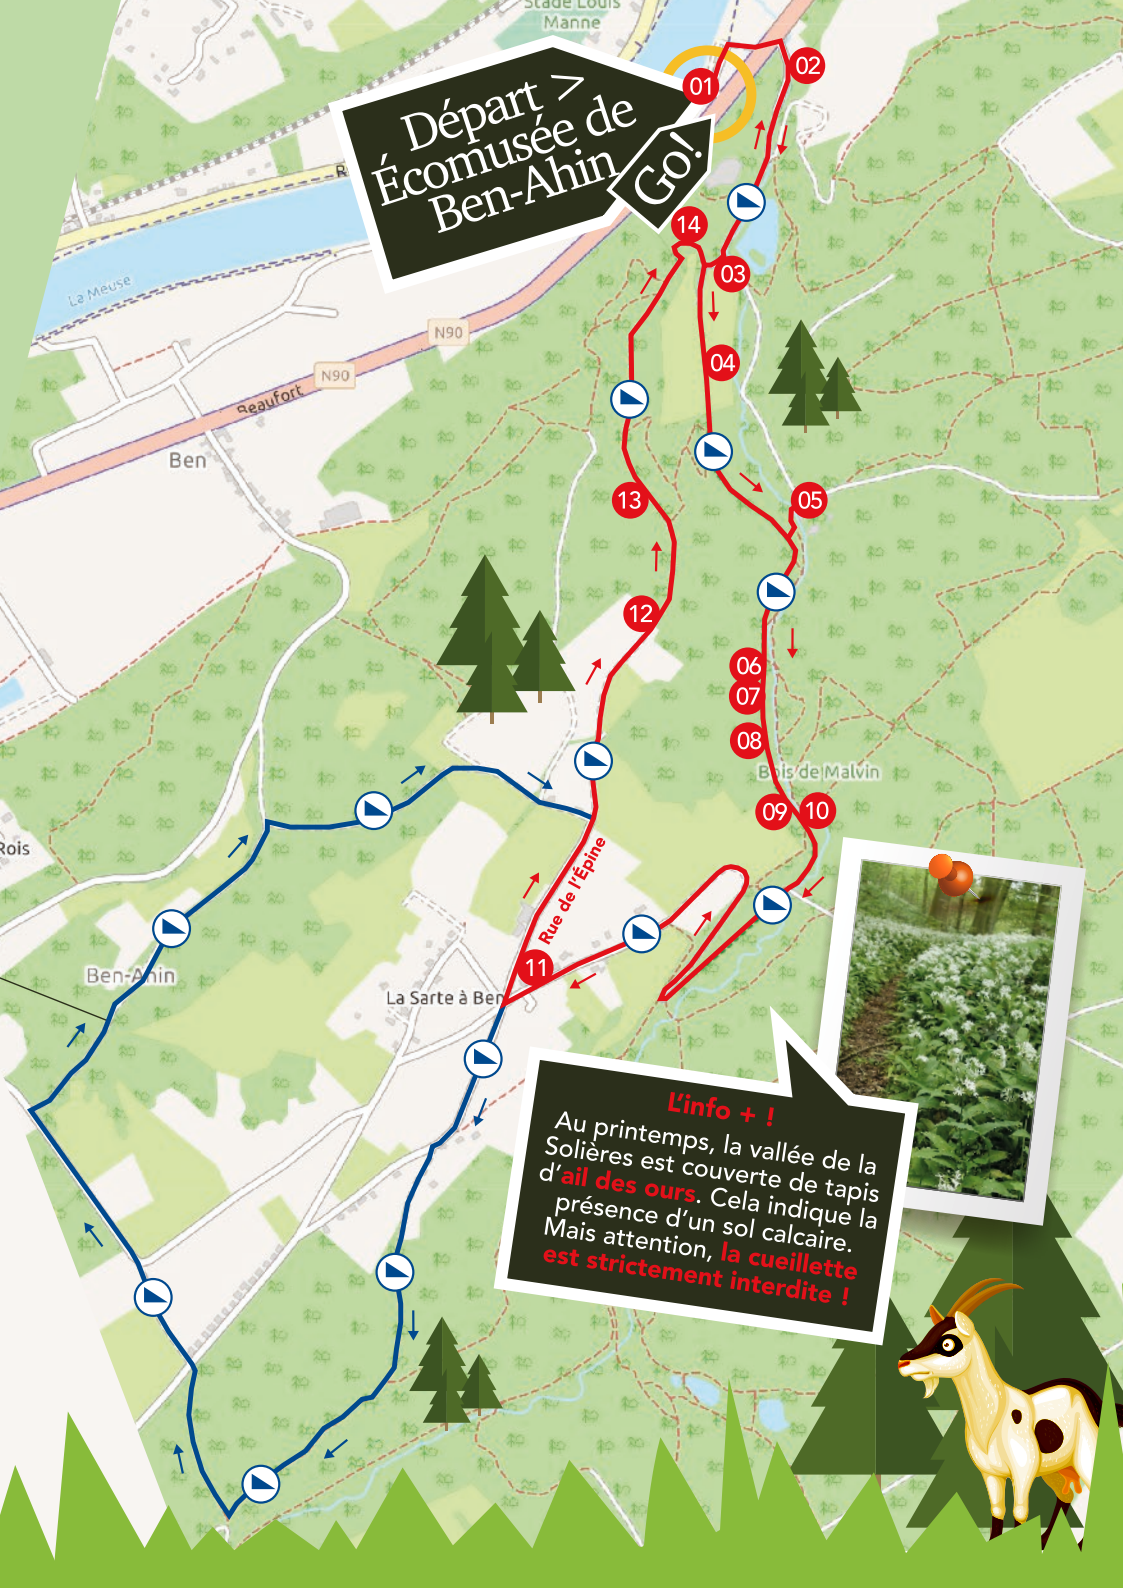 Stade Louis
Manne
01
02
Départ >
Écomusée de
Ben-Ahin
Go!
R
14
03
La Meuse
N90
04
N90
Beaufort
Ben
05
13
12
06
07
08
Bois de Malvin
09
10
Rois
Rue de l'Épine
11
Ben-Ahin
La Sarte à Ben
L'info + !
Au printemps, la vallée de la
Solières est couverte de tapis
d'ail des ours. Cela indique la
présence d'un sol calcaire.
Mais attention, la cueillette
est strictement interdite !